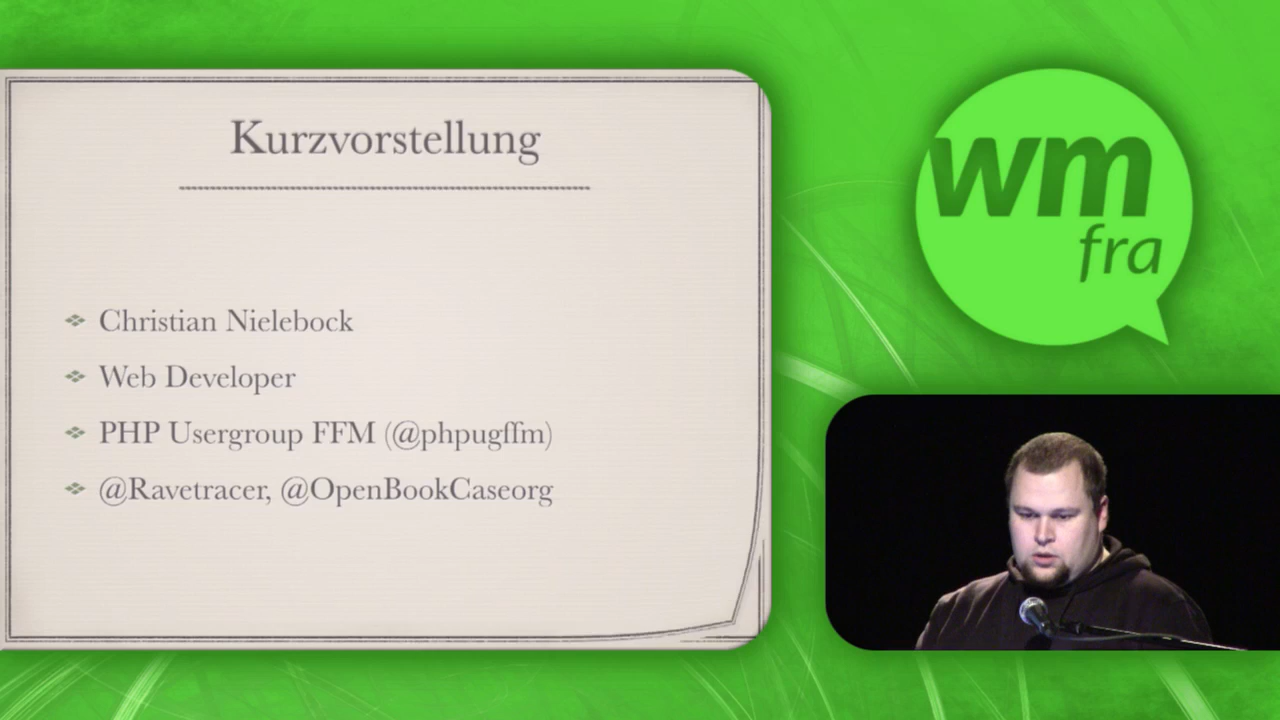 Kurzvorstellung
Christian Nielebock
Web Developer
PHP Usergroup FFM (@phpugffm)
@Ravetracer, @OpenBookCaseorg
wm
fra